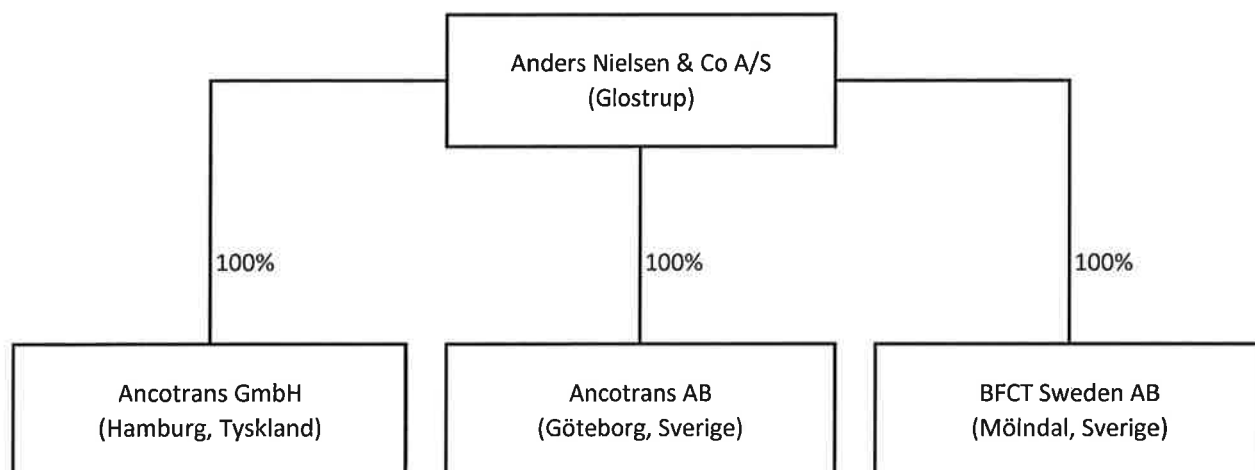 Anders Nielsen & Co A/S
(Glostrup)
100%
100%
100%
Ancotrans GmbH
(Hamburg, Tyskland)
Ancotrans AB
(Göteborg, Sverige)
BFCT Sweden AB
(Mölndal, Sverige)